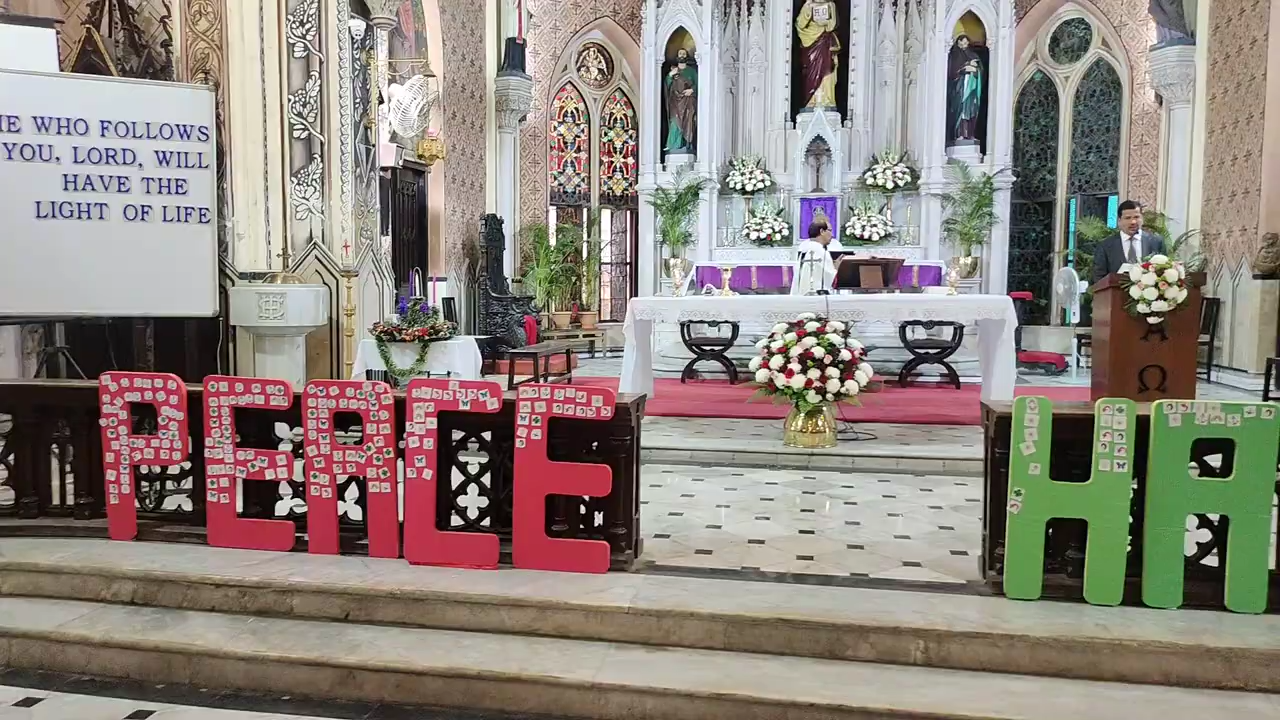 HE WHO FOLLOWS
YOU, LORD, WILL
HAVE THE
LIGHT OF LIFE
PEACE
HA
Α Ω